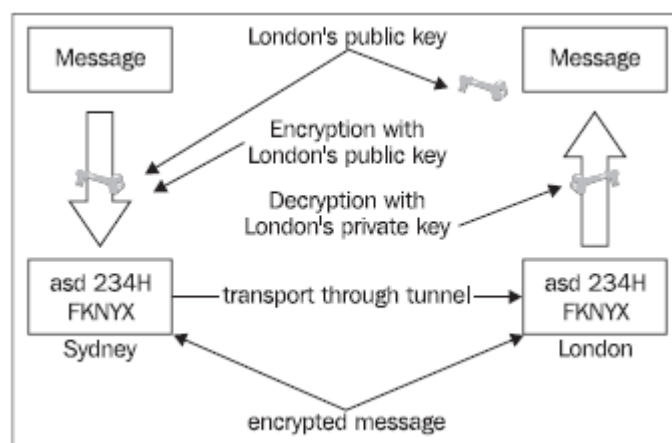 London's public key
Message
Message
Encryption with
London's public key
Decryption with
London's private key
asd 234H
FKNYX
transport through tunnel
asd 234H
FKNYX
Sydney
London
encrypted message